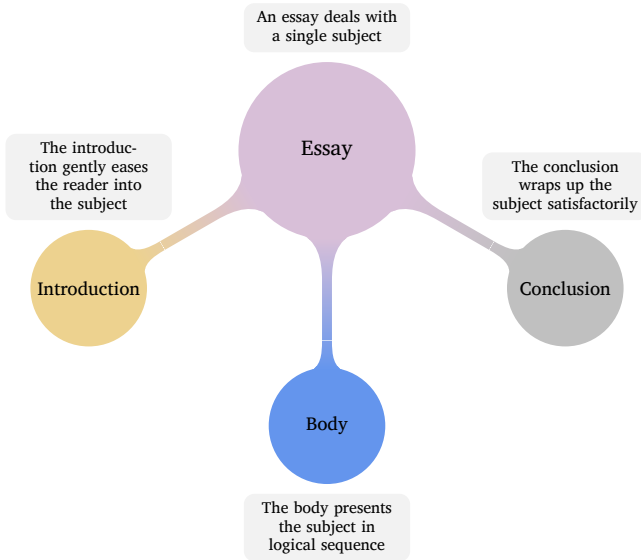 An essay deals with
a single subject
Essay
The introduc-
tion gently eases
the reader into
the subject
The conclusion
wraps up the
subject satisfactorily
Introduction
Conclusion
Body
The body presents
the subject in
logical sequence